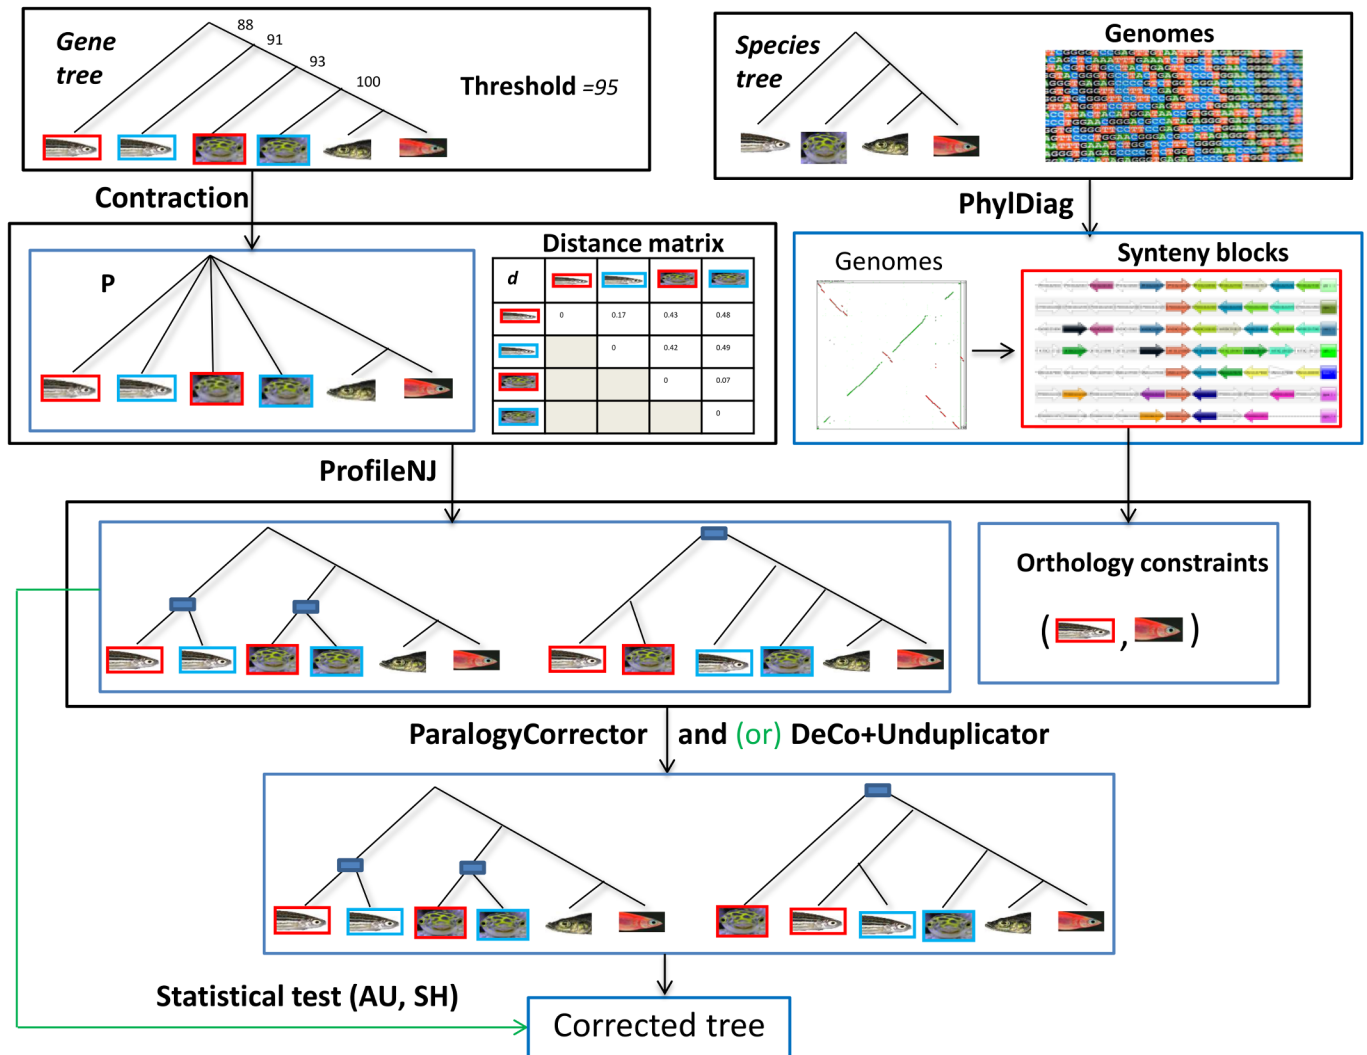 Gene
tree
88
91
93
100
Threshold =95
Species
tree
Genomes
Contraction
PhylDiag
P
Distance matrix
d
0 0.17 0.43 0.48
0 0.42 0.49
0 0.07
0
Genomes
Synteny blocks
ProfileNJ
Orthology constraints
( , )
ParalogyCorrector and (or) DeCo+Unduplicator
Statistical test (AU, SH)
Corrected tree